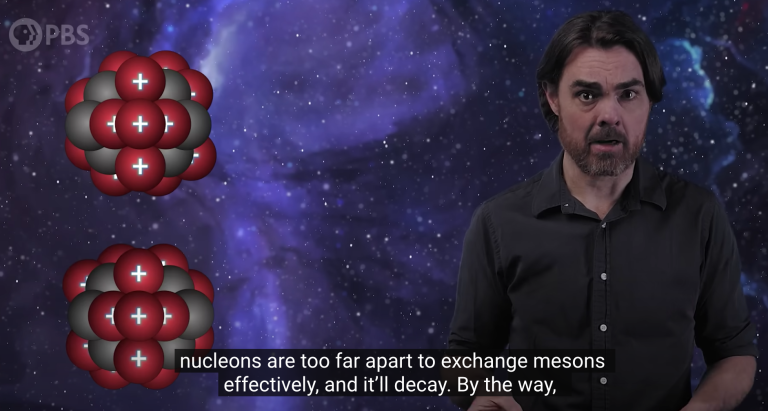 PBS
+
+
+
+
+
+
nucleons are too far apart to exchange mesons
effectively, and it'll decay. By the way,